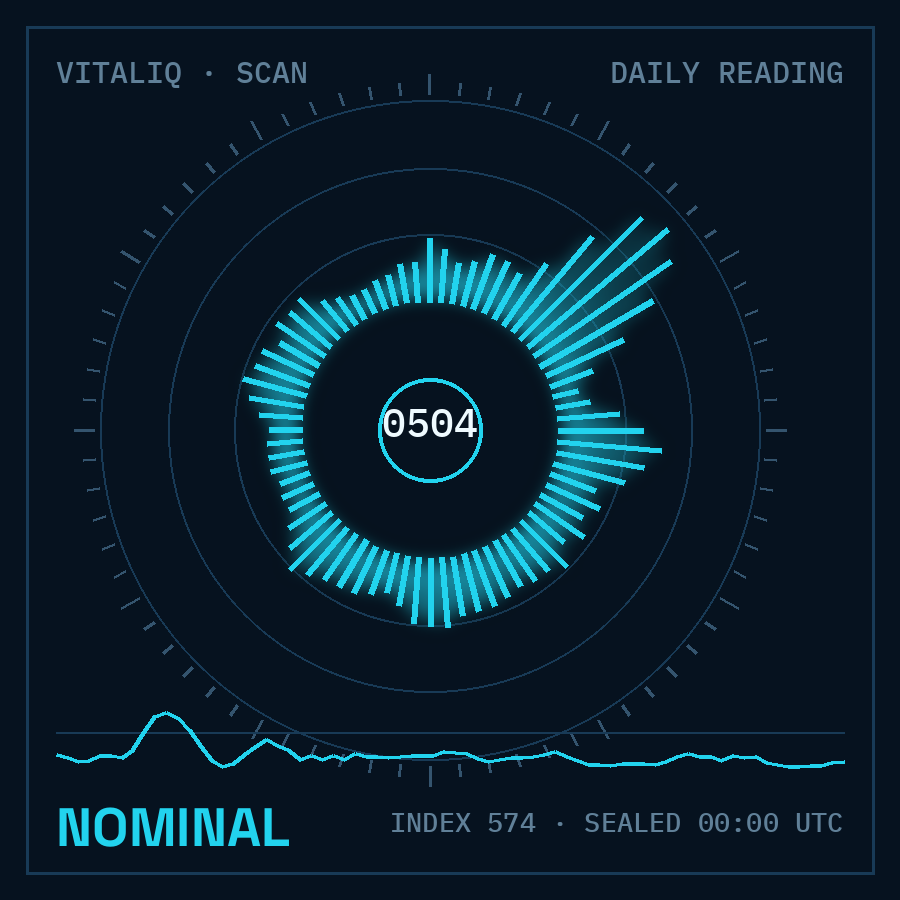 VITALIQ · SCAN
DAILY READING
0504
NOMINAL
INDEX 574 · SEALED 00:00 UTC